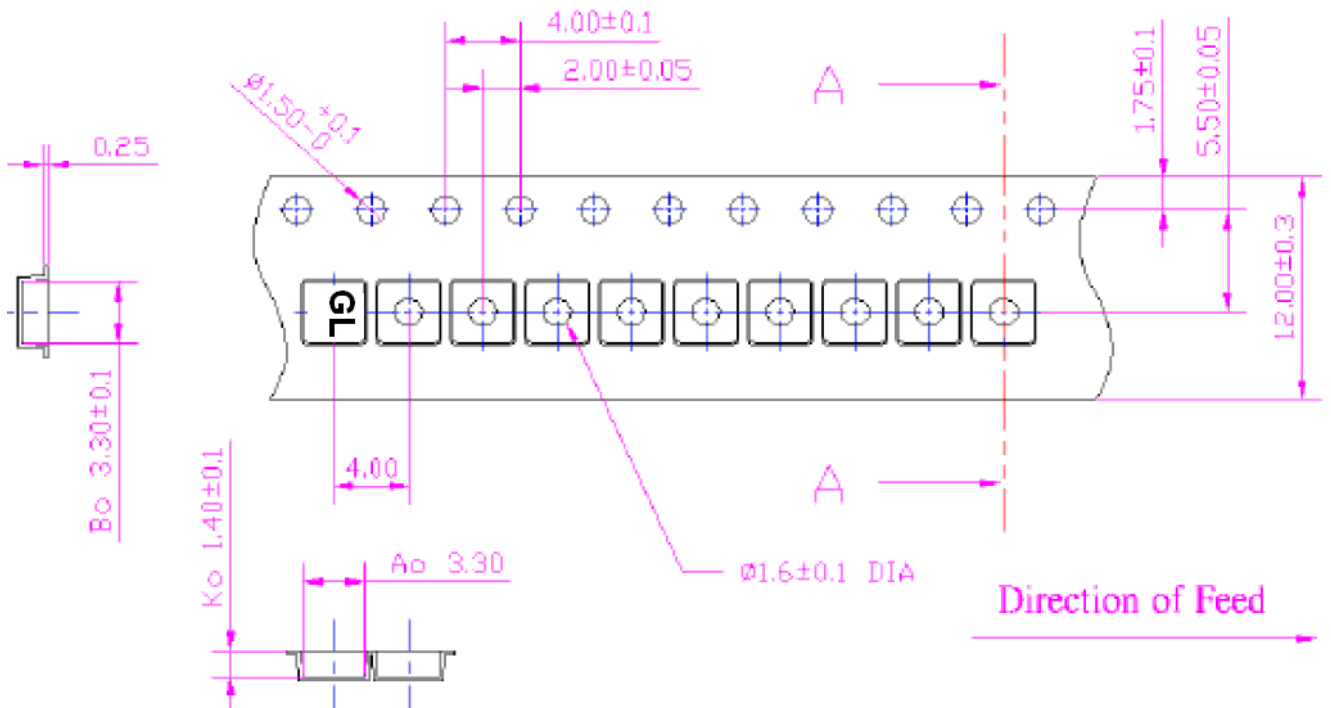 4.00±0.1
2.00±0.05
Ø1.50 +0.1
-0
0.25
A
1.75±0.1
5.50±0.05
12.00±0.3
GL
Bo 3.30±0.1
4.00
A
Ko 1.40±0.1
Ao 3.30
Ø1.6±0.1 DIA
Direction of Feed